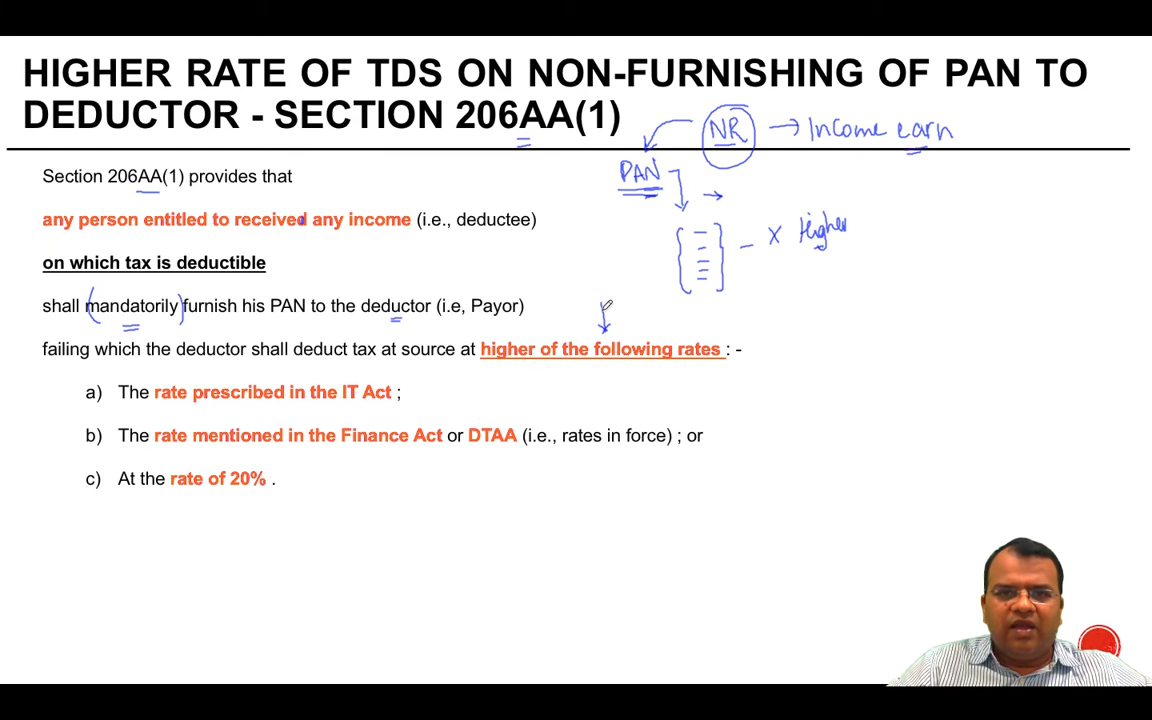 HIGHER RATE OF TDS ON NON-FURNISHING OF PAN TO
DEDUCTOR - SECTION 206AA(1)
NR → Income earn
PAN
Section 206AA(1) provides that
any person entitled to received any income (i.e., deductee)
x Higher
on which tax is deductible
shall (mandatorily) furnish his PAN to the deductor (i.e, Payor)
failing which the deductor shall deduct tax at source at higher of the following rates : -
a) The rate prescribed in the IT Act ;
b) The rate mentioned in the Finance Act or DTAA (i.e., rates in force) ; or
c) At the rate of 20% .